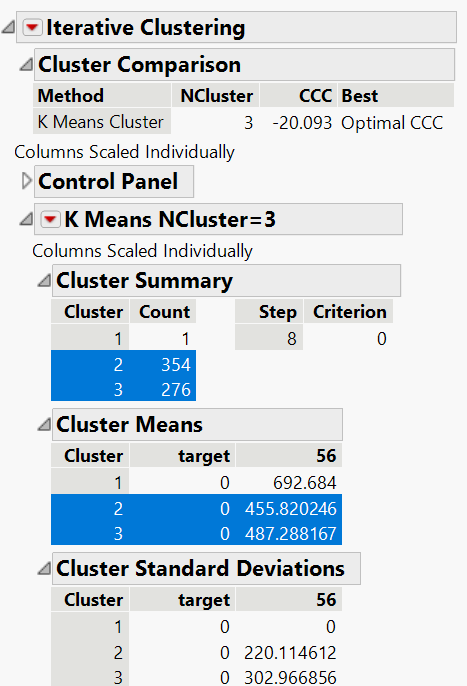 Iterative Clustering
Cluster Comparison
Method NCluster CCC Best
K Means Cluster 3 -20.093 Optimal CCC
Columns Scaled Individually
Control Panel
K Means NCluster=3
Columns Scaled Individually
Cluster Summary
Cluster Count Step Criterion
1 1 8 0
2 354
3 276
Cluster Means
Cluster target 56
1 0 692.684
2 0 455.820246
3 0 487.288167
Cluster Standard Deviations
Cluster target 56
1 0 0
2 0 220.114612
3 0 302.966856